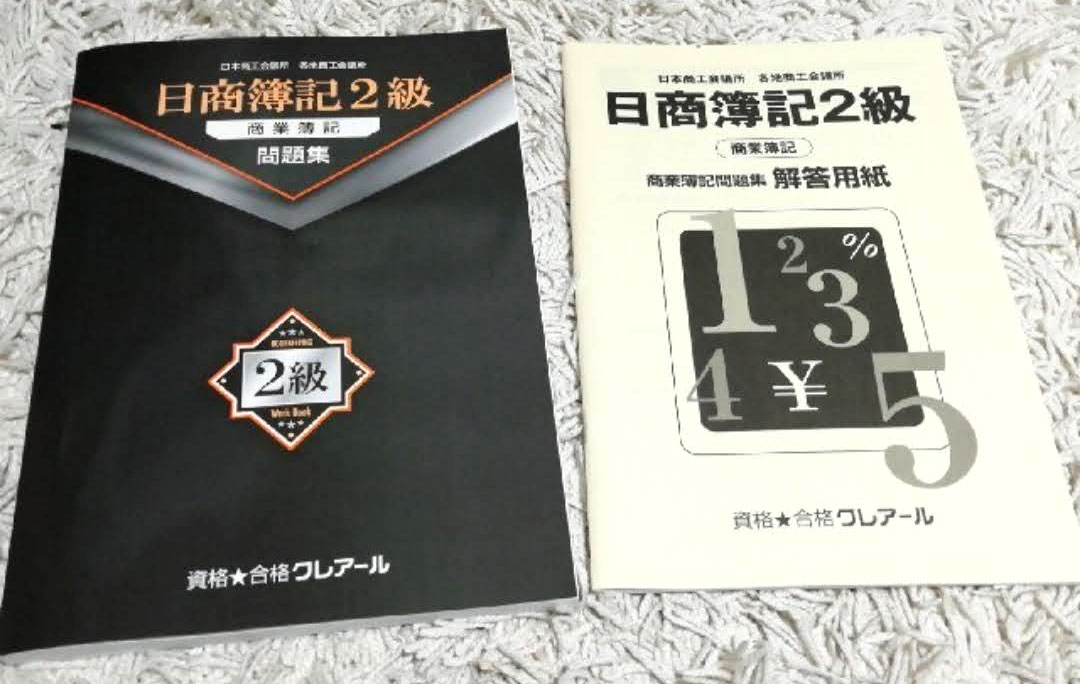 日本商工会議所 各地商工会議所
日商簿記2級
商業簿記
問題集
2級
Work Book
資格★合格クレアール
日本商工会議所 各地商工会議所
日商簿記2級
商業簿記
商業簿記問題集 解答用紙
1
2
%
3
4
¥
5
資格★合格クレアール